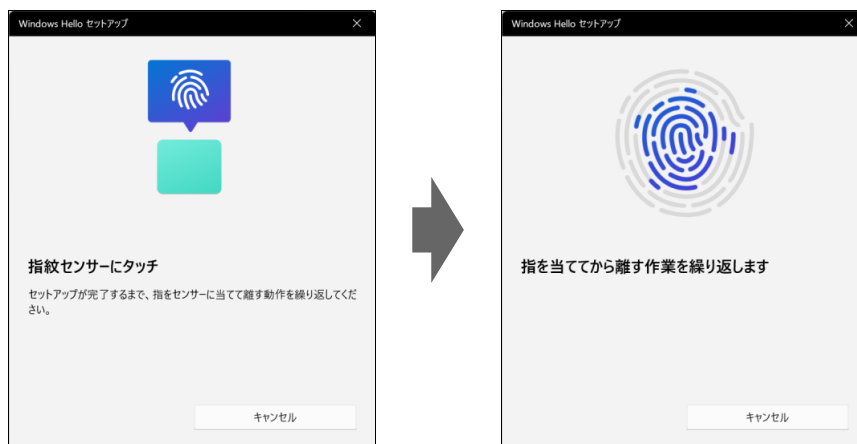 Windows Hello セットアップ
指紋センサーにタッチ
セットアップが完了するまで、指をセンサーに当てて離す動作を繰り返してくだ
さい。
キャンセル
Windows Hello セットアップ
指を当ててから離す作業を繰り返します
キャンセル